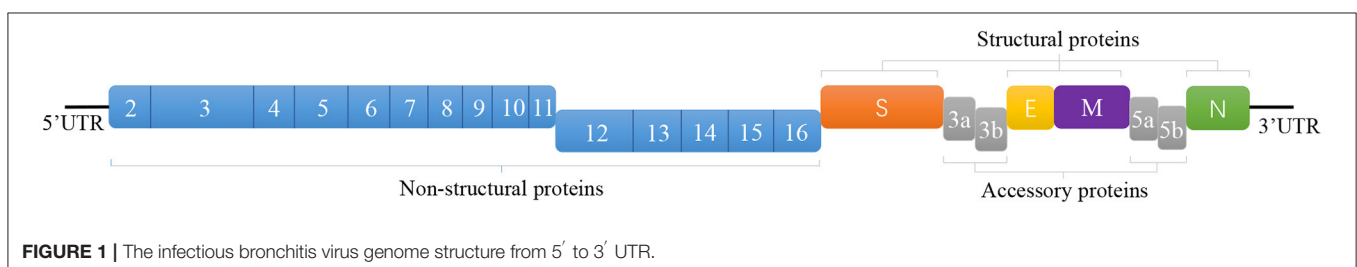 Structural proteins
2 3 4 5 6 7 8 9 10 11 S E M N
5'UTR 3a 3b 5a 5b 3'UTR
12 13 14 15 16
Non-structural proteins Accessory proteins
FIGURE 1 | The infectious bronchitis virus genome structure from 5′ to 3′ UTR.